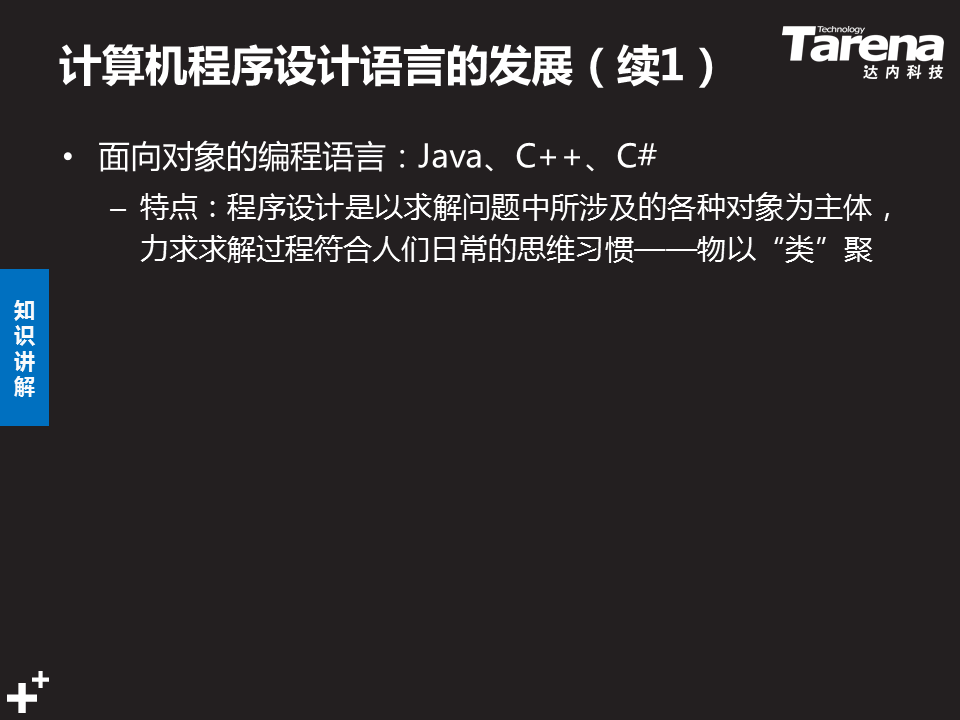 计算机程序设计语言的发展（续1）
Technology
Tarena
达内科技
• 面向对象的编程语言：Java、C++、C#
– 特点：程序设计是以求解问题中所涉及的各种对象为主体，
力求求解过程符合人们日常的思维习惯——物以“类”聚
知
识
讲
解